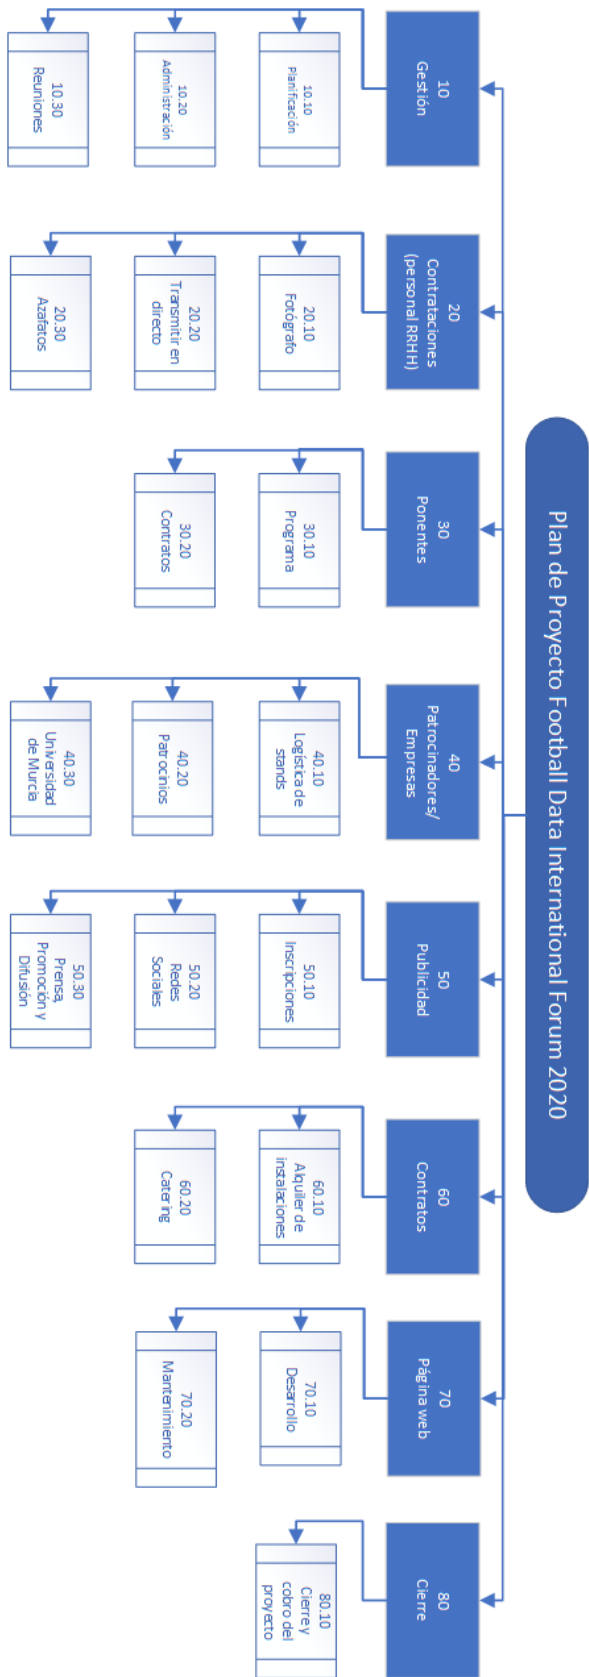 Plan de Proyecto Football Data International Forum 2020
10
Gestión
10.10
Planificación
10.20
Administración
10.30
Reuniones
20
Contrataciones
(personal RRHH)
20.10
Fotógrafo
20.20
Transmitir en
directo
20.30
Azafatos
30
Ponentes
30.10
Programa
30.20
Contratos
40
Patrocinadores/
Empresas
40.10
Logística de
stands
40.20
Patrocinios
40.30
Universidad
de Murcia
50
Publicidad
50.10
Inscripciones
50.20
Redes
Sociales
50.30
Prensa,
Promoción y
Difusión
60
Contratos
60.10
Alquiler de
instalaciones
60.20
Catering
70
Página web
70.10
Desarrollo
70.20
Mantenimiento
80
Cierre
80.10
Cierre y
cobro del
proyecto